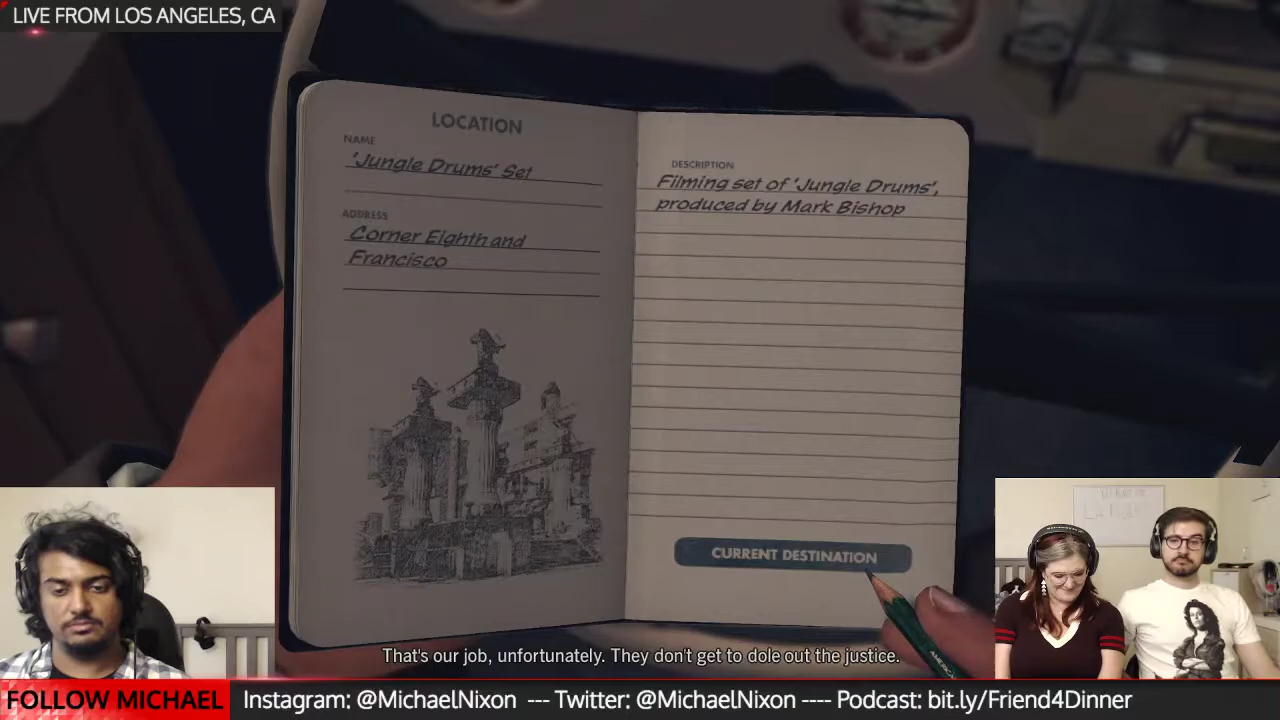 LIVE FROM LOS ANGELES, CA
LOCATION
NAME
'Jungle Drums' Set
ADDRESS
Corner Eighth and
Francisco
DESCRIPTION
Filming set of 'Jungle Drums',
produced by Mark Bishop
CURRENT DESTINATION
That's our job, unfortunately. They don't get to dole out the justice.
FOLLOW MICHAEL
Instagram: @MichaelNixon --- Twitter: @MichaelNixon ---- Podcast: bit.ly/Friend4Dinner